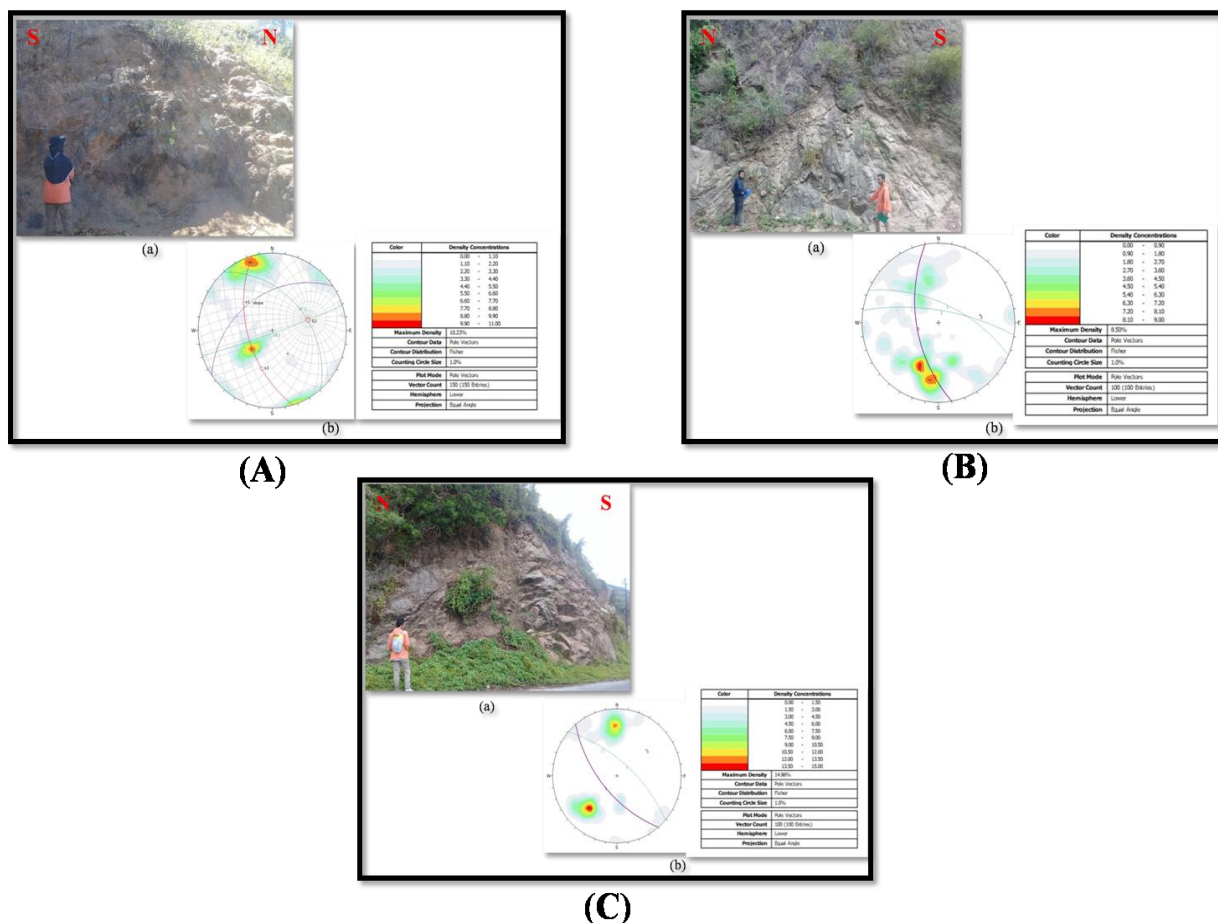 S N
(a)
N
W E
S
(b)
Color Density Concentrations
0.00 - 1.10
1.10 - 2.20
2.20 - 3.30
3.30 - 4.40
4.40 - 5.50
5.50 - 6.60
6.60 - 7.70
7.70 - 8.80
8.80 - 9.90
9.90 - 11.00
Maximum Density 10.23%
Contour Data Pole Vectors
Contour Distribution Fisher
Counting Circle Size 1.0%
Plot Mode Pole Vectors
Vector Count 150 (150 Entries)
Hemisphere Lower
Projection Equal Angle
(A)
N S
(a)
N
W E
S
(b)
Color Density Concentrations
0.00 - 0.90
0.90 - 1.80
1.80 - 2.70
2.70 - 3.60
3.60 - 4.50
4.50 - 5.40
5.40 - 6.30
6.30 - 7.20
7.20 - 8.10
8.10 - 9.00
Maximum Density 8.50%
Contour Data Pole Vectors
Contour Distribution Fisher
Counting Circle Size 1.0%
Plot Mode Pole Vectors
Vector Count 100 (100 Entries)
Hemisphere Lower
Projection Equal Angle
(B)
N S
(a)
N
W E
S
(b)
Color Density Concentrations
0.00 - 1.50
1.50 - 3.00
3.00 - 4.50
4.50 - 6.00
6.00 - 7.50
7.50 - 9.00
9.00 - 10.50
10.50 - 12.00
12.00 - 13.50
13.50 - 15.00
Maximum Density 14.98%
Contour Data Pole Vectors
Contour Distribution Fisher
Counting Circle Size 1.0%
Plot Mode Pole Vectors
Vector Count 100 (100 Entries)
Hemisphere Lower
Projection Equal Angle
(C)